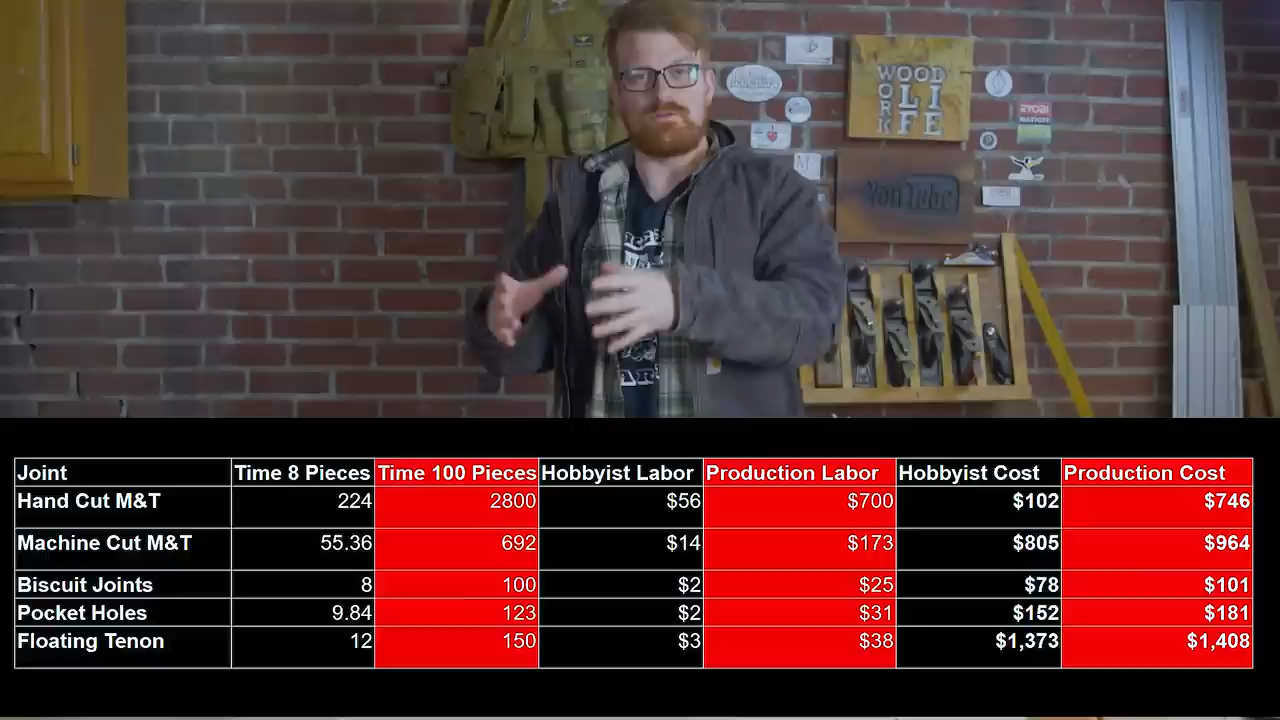 WOOD
WORK
LI
FE
RYOBI
NATION
YouTube
Joint Time 8 Pieces Time 100 Pieces Hobbyist Labor Production Labor Hobbyist Cost Production Cost
Hand Cut M&T 224 2800 $56 $700 $102 $746
Machine Cut M&T 55.36 692 $14 $173 $805 $964
Biscuit Joints 8 100 $2 $25 $78 $101
Pocket Holes 9.84 123 $2 $31 $152 $181
Floating Tenon 12 150 $3 $38 $1,373 $1,408